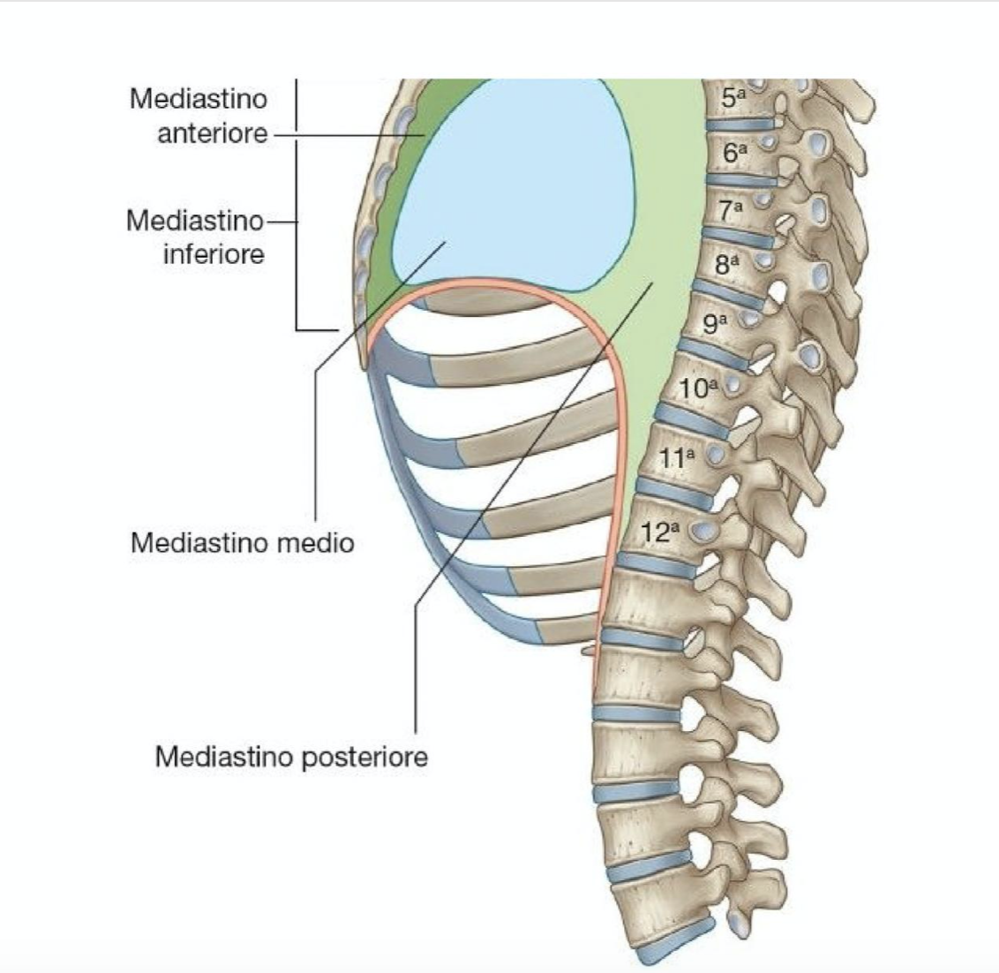 Mediastino
anteriore
Mediastino
inferiore
Mediastino medio
Mediastino posteriore
5ª
6ª
7ª
8ª
9ª
10ª
11ª
12ª